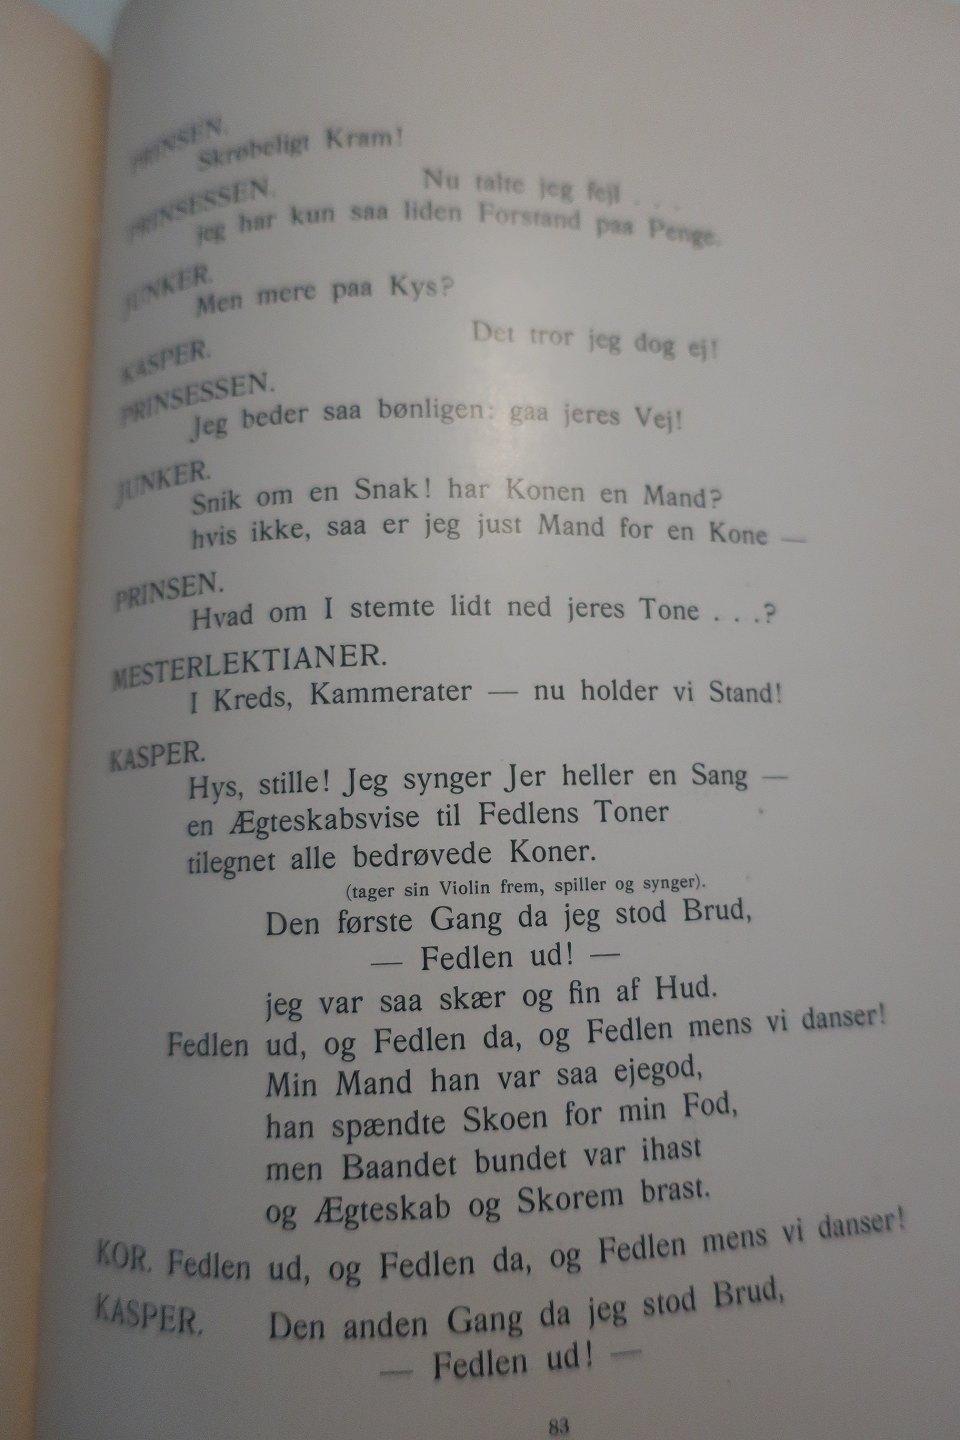 PRINSEN.
Skrøbeligt Kram!
Nu talte jeg fejl . . .
PRINSESSEN.
jeg har kun saa liden Forstand paa Penge.
JUNKER.
Men mere paa Kys?
Det tror jeg dog ej!
KASPER.
PRINSESSEN.
Jeg beder saa bønligen: gaa jeres Vej!
JUNKER.
Snik om en Snak! har Konen en Mand?
hvis ikke, saa er jeg just Mand for en Kone —
PRINSEN.
Hvad om I stemte lidt ned jeres Tone . . .?
MESTERLEKTIANER.
I Kreds, Kammerater — nu holder vi Stand!
KASPER.
Hys, stille! Jeg synger Jer heller en Sang —
en Ægteskabsvise til Fedlens Toner
tilegnet alle bedrøvede Koner.
(tager sin Violin frem, spiller og synger).
Den første Gang da jeg stod Brud,
— Fedlen ud! —
jeg var saa skær og fin af Hud.
Fedlen ud, og Fedlen da, og Fedlen mens vi danser!
Min Mand han var saa ejegod,
han spændte Skoen for min Fod,
men Baandet bundet var ihast
og Ægteskab og Skorem brast.
KOR. Fedlen ud, og Fedlen da, og Fedlen mens vi danser!
KASPER. Den anden Gang da jeg stod Brud,
— Fedlen ud! —
83